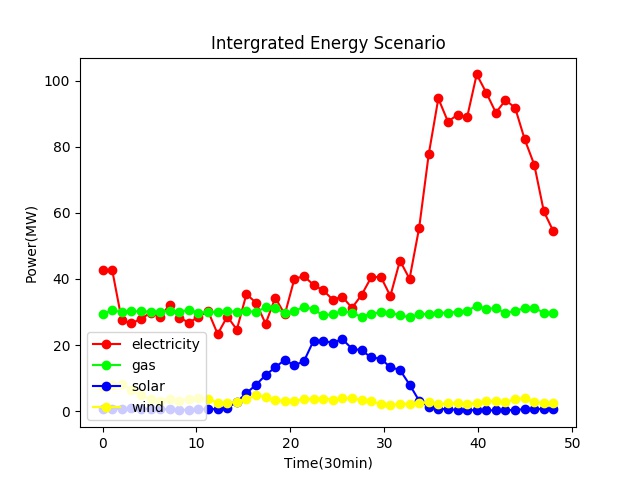 Intergrated Energy Scenario
Power(MW)
100
80
60
40
20
0
electricity
gas
solar
wind
0 10 20 30 40 50
Time(30min)